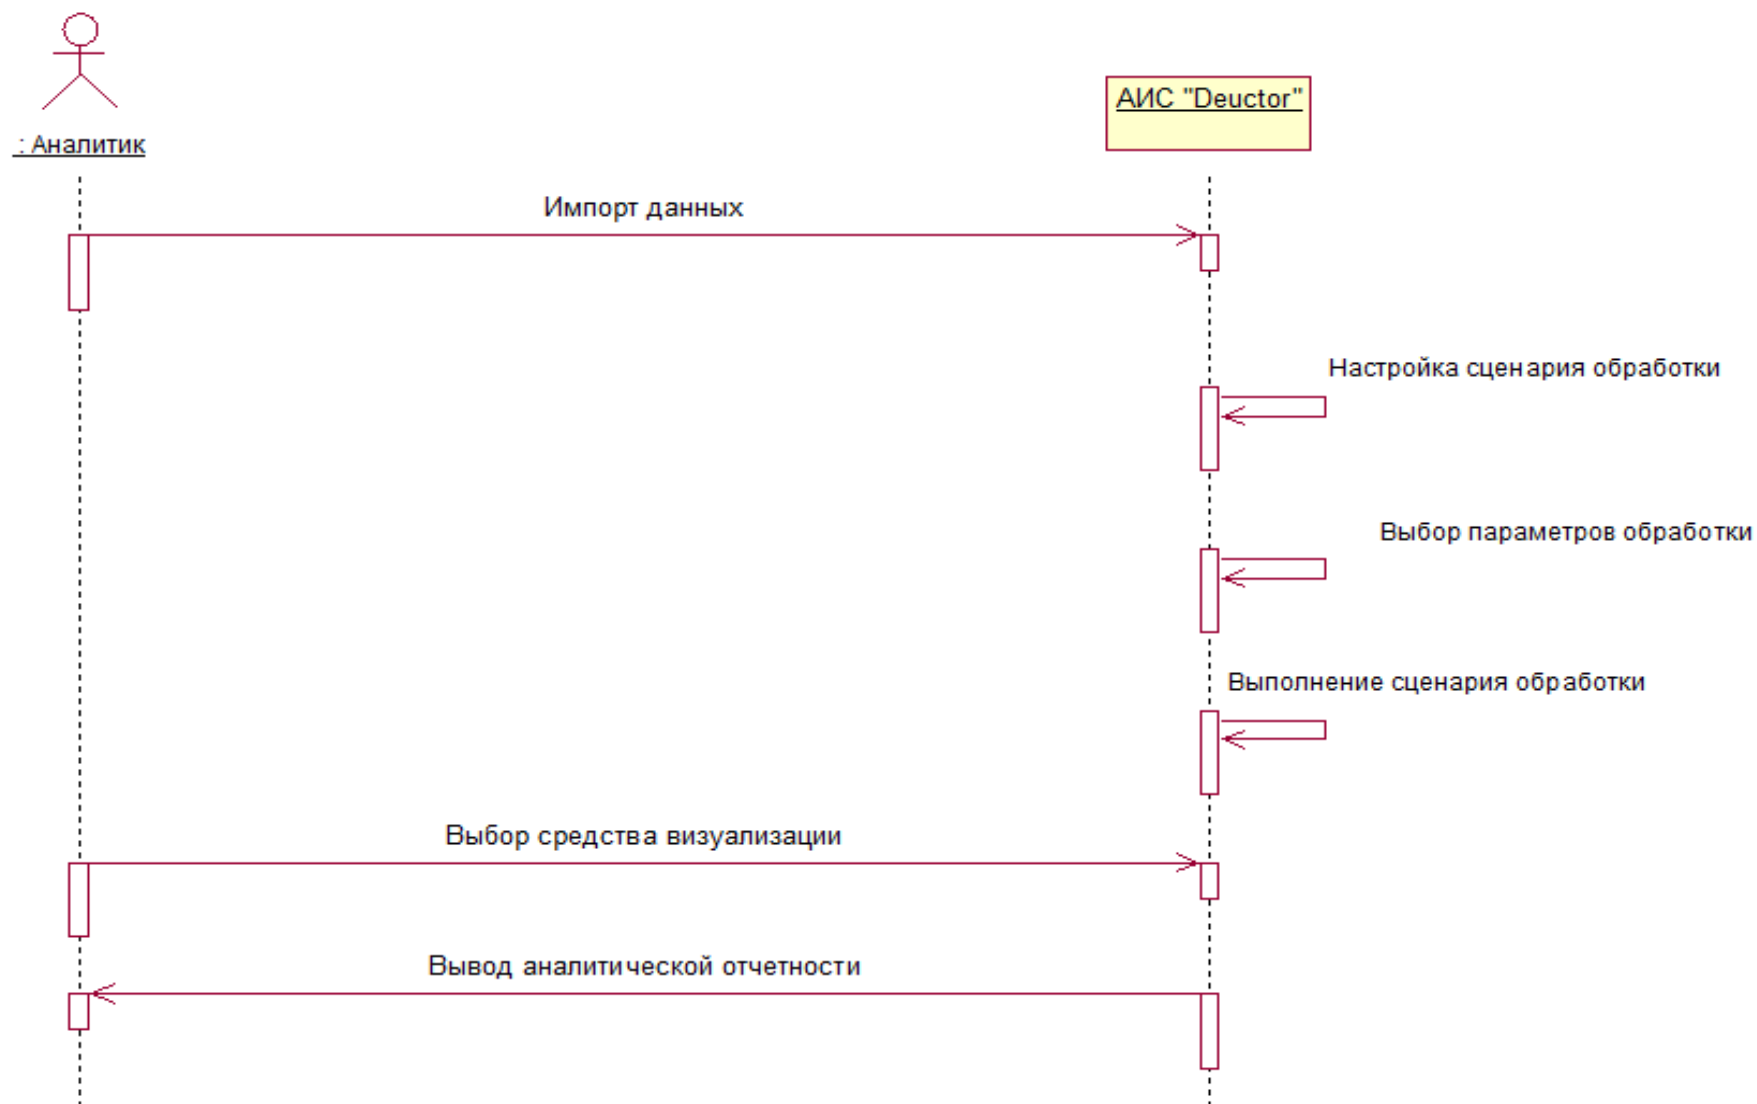 АИС "Deuctor"
: Аналитик
Импорт данных
Настройка сценария обработки
Выбор параметров обработки
Выполнение сценария обработки
Выбор средства визуализации
Вывод аналитической отчетности